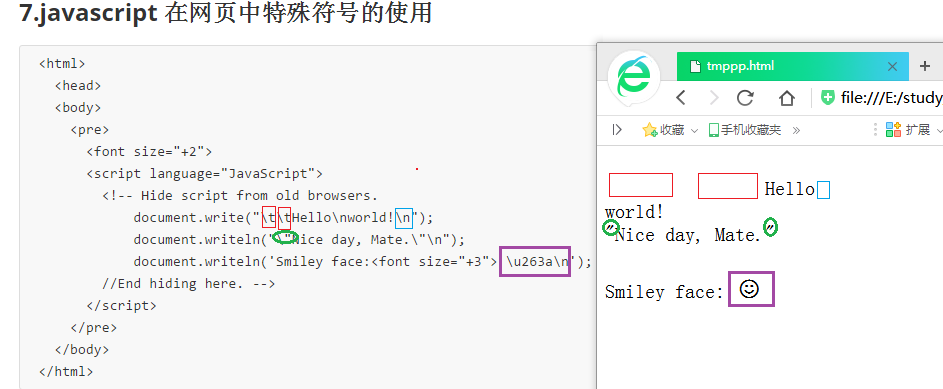 7.javascript 在网页中特殊符号的使用
<html>
<head>
<body>
<pre>
<font size="+2">
<script language="JavaScript">
<!-- Hide script from old browsers.
document.write("\t\tHello\nworld!\n");
document.writeln("\"Nice day, Mate.\"\n");
document.writeln('Smiley face:<font size="+3"> \u263a\n');
//End hiding here. -->
</script>
</pre>
</body>
</html>
tmppp.html
file:///E:/study
收藏 手机收藏夹 » 扩展
Hello
world!
"Nice day, Mate."
Smiley face: ☺